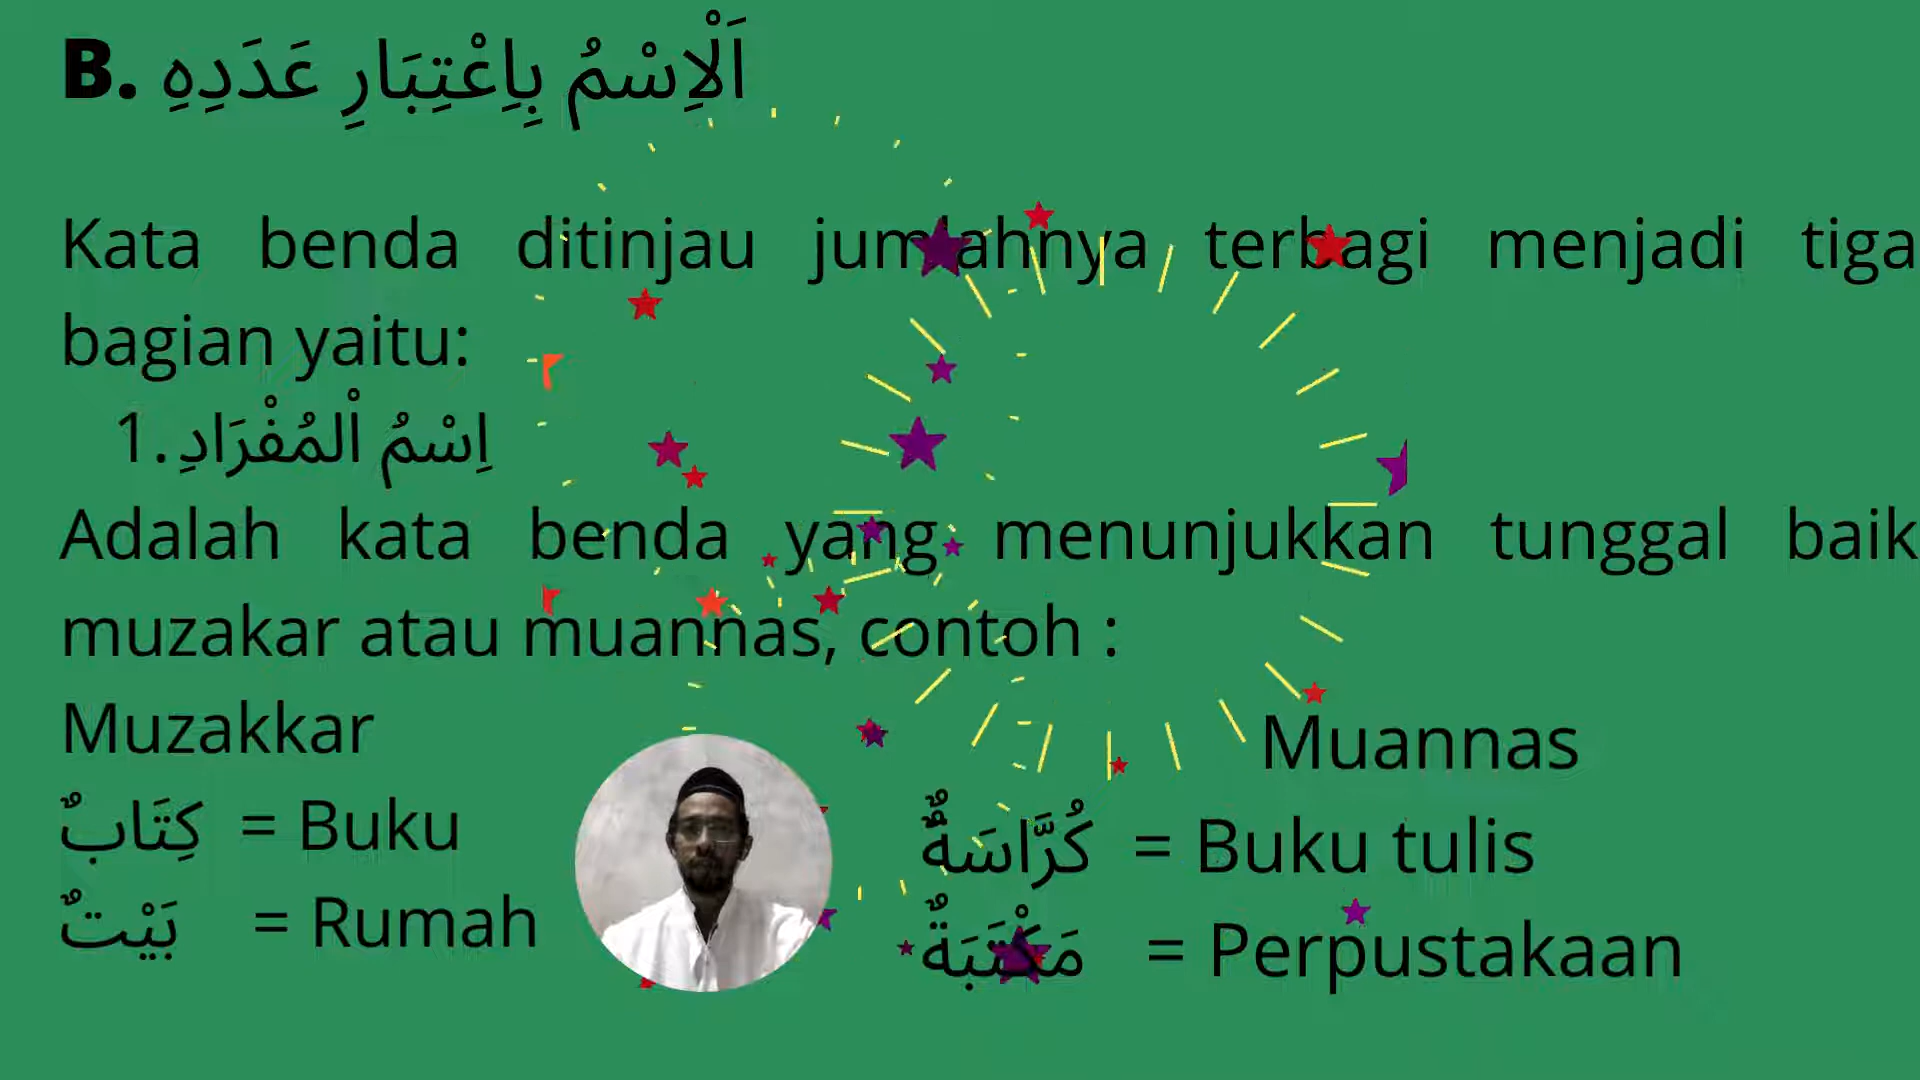 B. اَلْاِسْمُ بِاِعْتِبَارِ عَدَدِهِ
Kata benda ditinjau jumlahnya terbagi menjadi tiga
bagian yaitu:
1. اِسْمُ اْلمُفْرَادِ
Adalah kata benda yang menunjukkan tunggal baik
muzakar atau muannas, contoh :
Muzakkar
Muannas
كِتَابٌ = Buku
كُرَّاسَةٌ = Buku tulis
بَيْتٌ = Rumah
مَكْتَبَةٌ = Perpustakaan